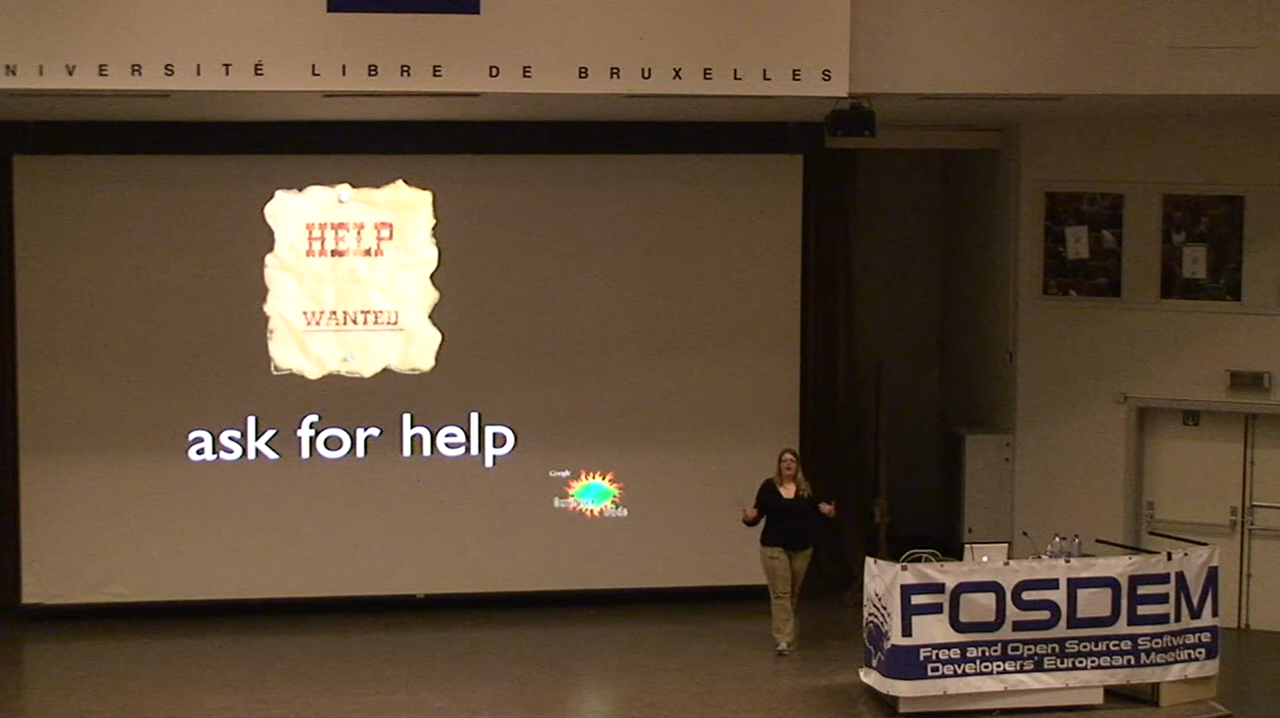 NIVERSITÉ LIBRE DE BRUXELLES
HELP
WANTED
ask for help
Google
FOSDEM
Free and Open Source Software
Developers' European Meeting